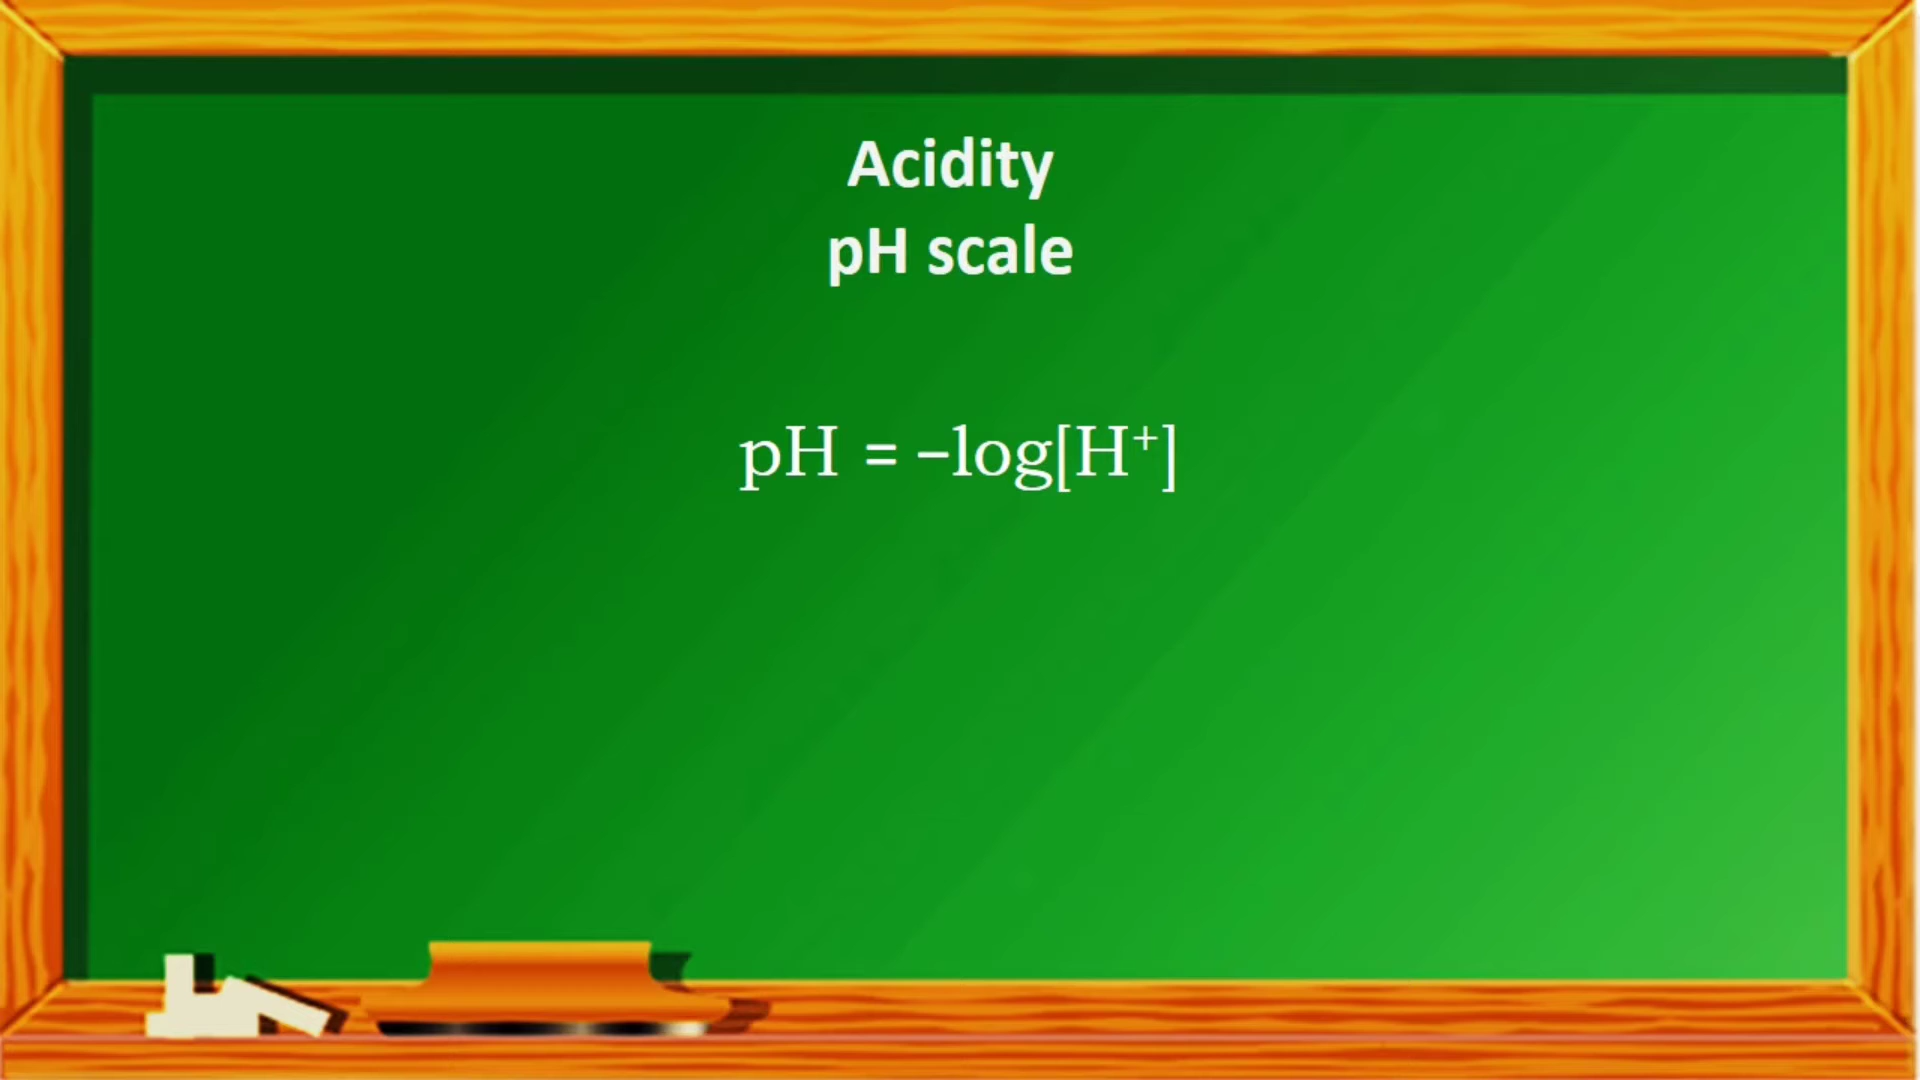 Acidity
pH scale
pH = –log[H⁺]